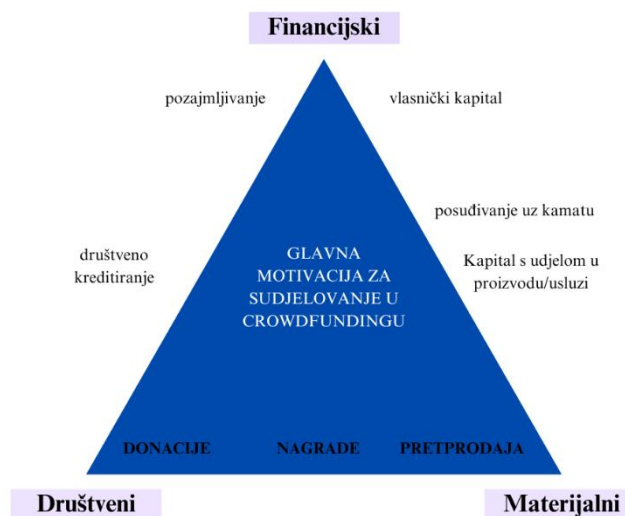 Financijski
pozajmljivanje
vlasnički kapital
posuđivanje uz kamatu
društveno
kreditiranje
Kapital s udjelom u
proizvodu/usluzi
GLAVNA
MOTIVACIJA ZA
SUDJELOVANJE U
CROWDFUNDINGU
DONACIJE
NAGRADE
PRETPRODAJA
Društveni
Materijalni